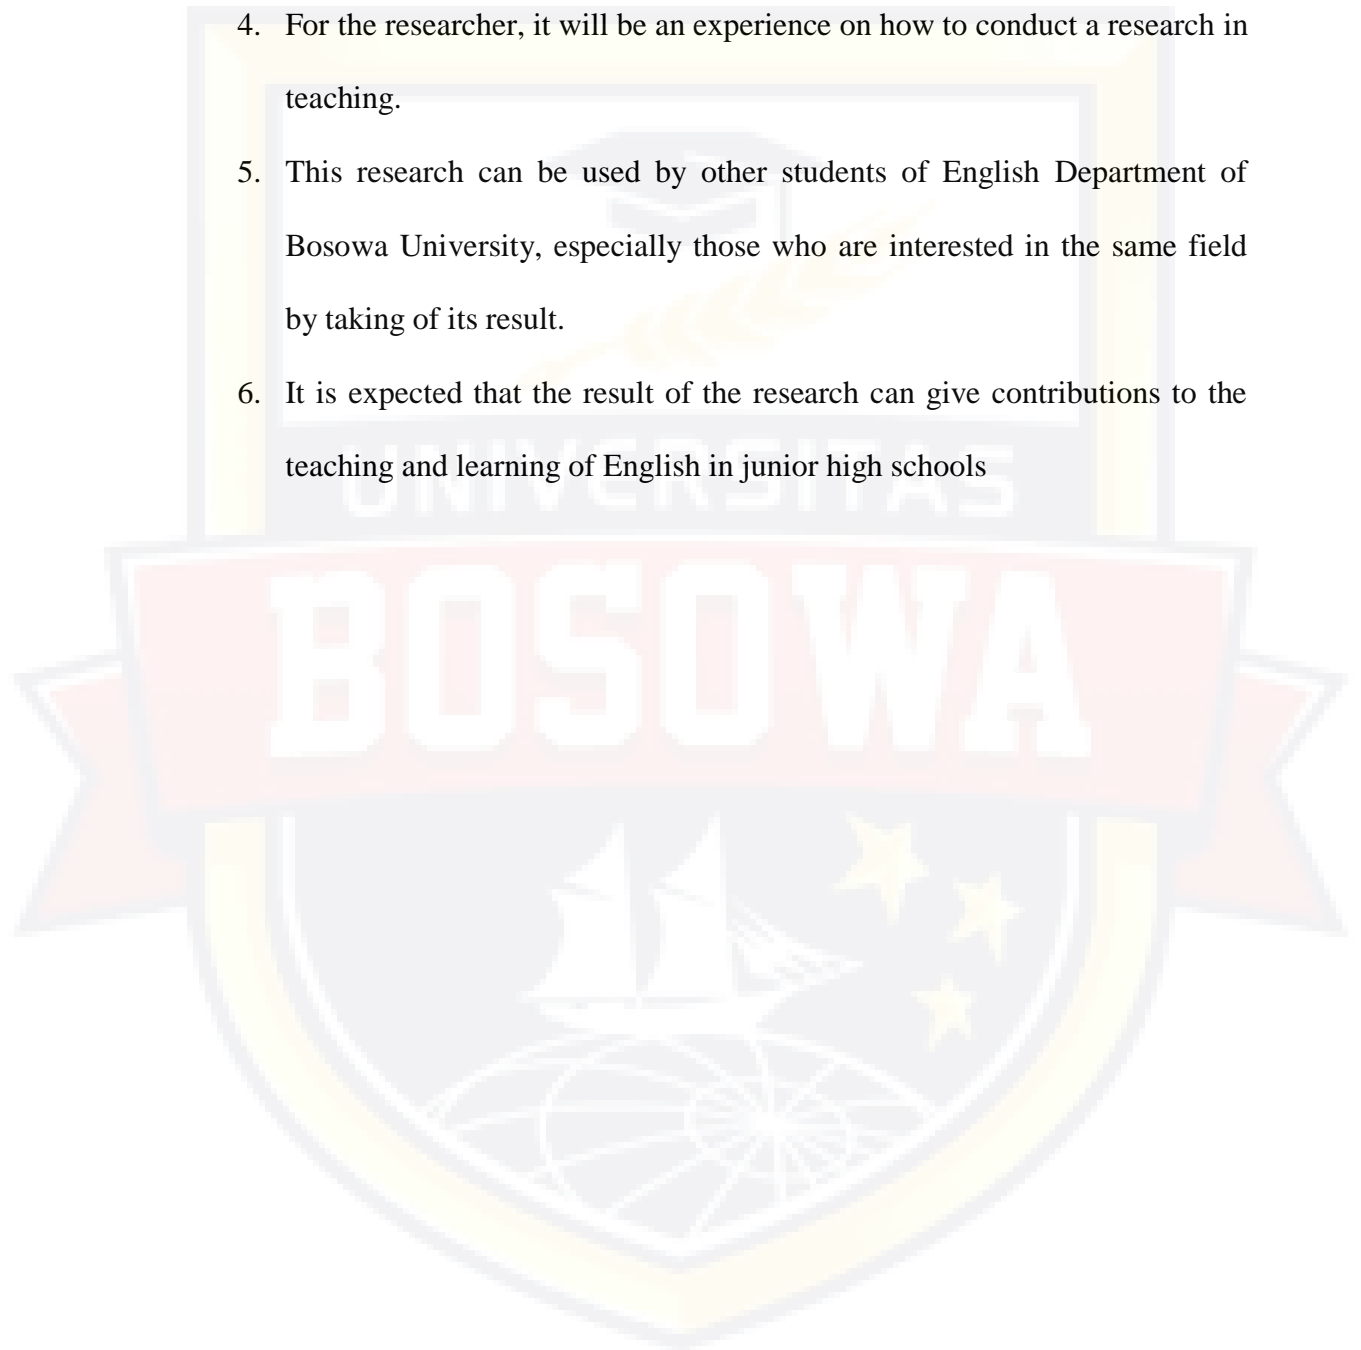 4. For the researcher, it will be an experience on how to conduct a research in
teaching.
5. This research can be used by other students of English Department of
Bosowa University, especially those who are interested in the same field
by taking of its result.
6. It is expected that the result of the research can give contributions to the
teaching and learning of English in junior high schools
UNIVERSITAS
BOSOWA